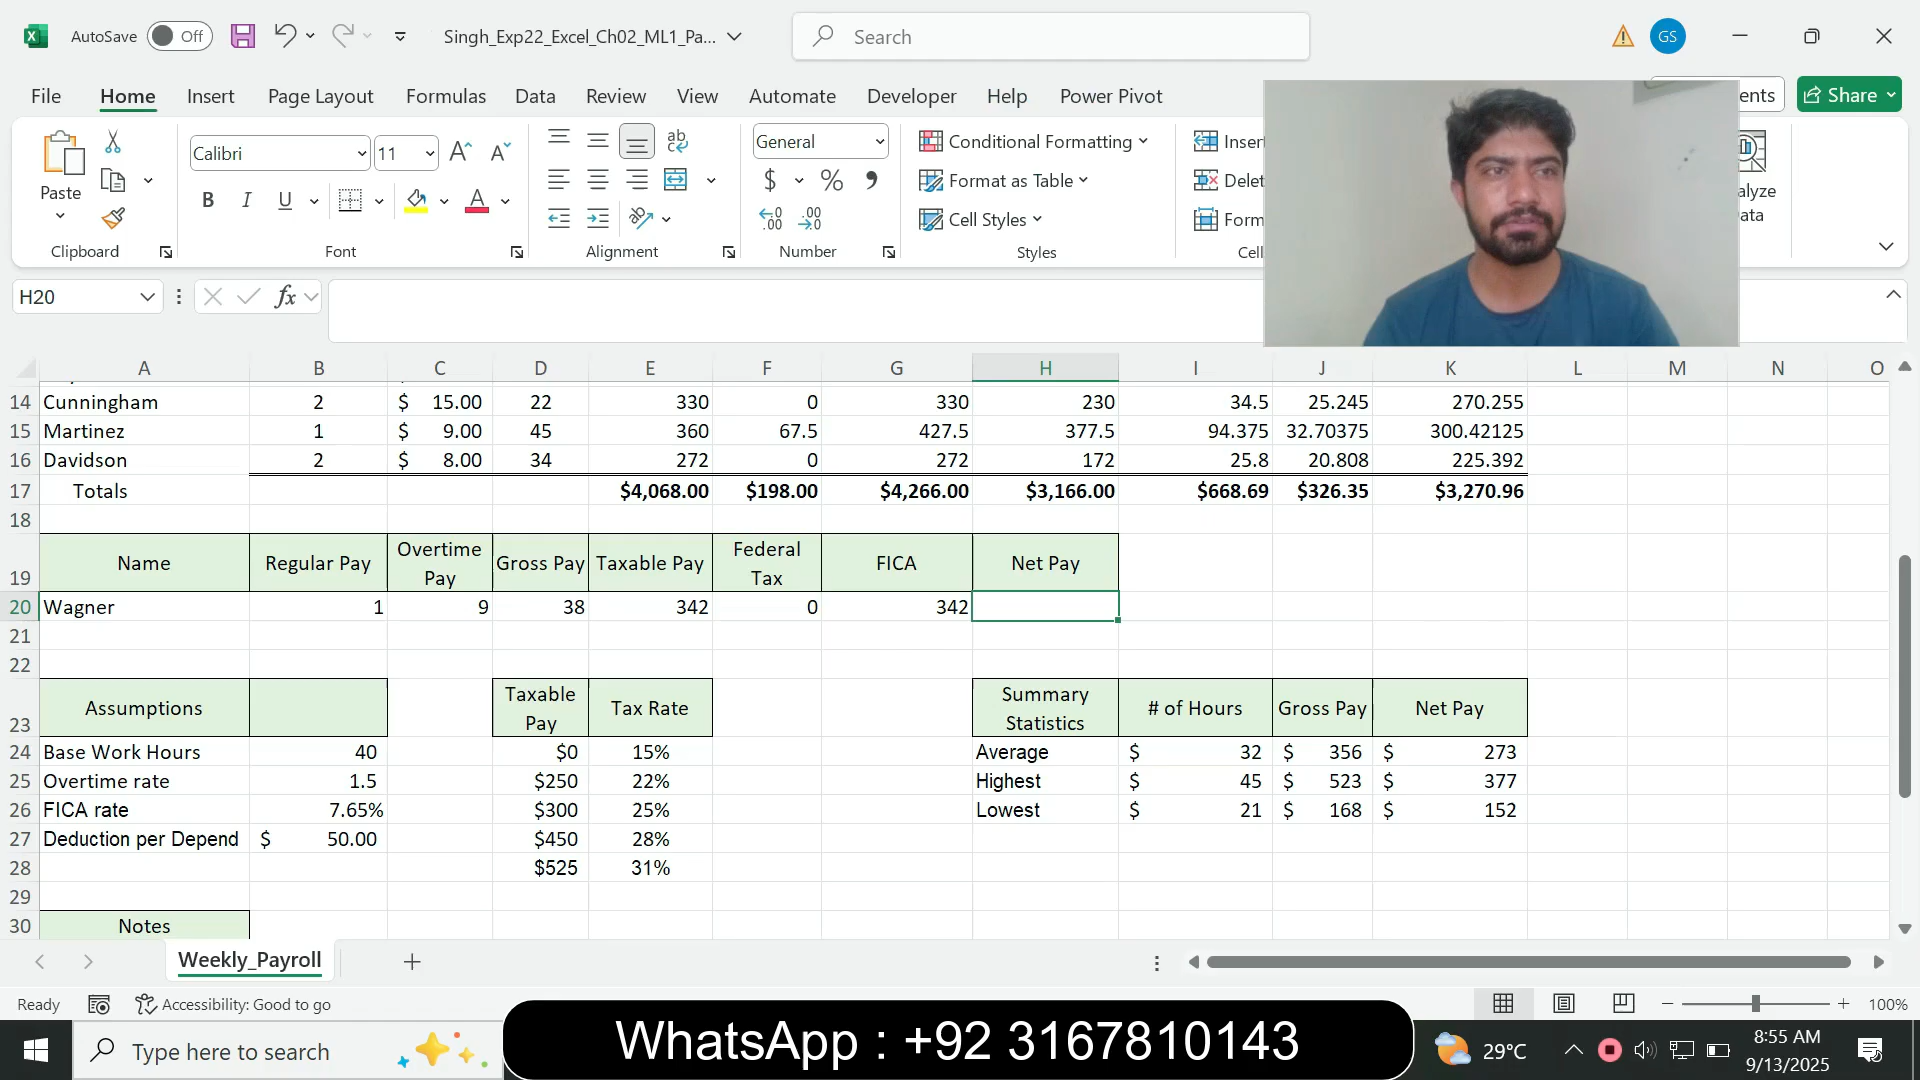 AutoSave Off Singh_Exp22_Excel_Ch02_ML1_Pa... Search GS
File Home Insert Page Layout Formulas Data Review View Automate Developer Help Power Pivot Share
Paste Calibri 11 General Conditional Formatting
Format as Table
Cell Styles
Clipboard Font Alignment Number Styles
H20 fx
A B C D E F G H I J K L M N O
14 Cunningham 2 $ 15.00 22 330 0 330 230 34.5 25.245 270.255
15 Martinez 1 $ 9.00 45 360 67.5 427.5 377.5 94.375 32.70375 300.42125
16 Davidson 2 $ 8.00 34 272 0 272 172 25.8 20.808 225.392
17 Totals $4,068.00 $198.00 $4,266.00 $3,166.00 $668.69 $326.35 $3,270.96
18
19 Name Regular Pay Overtime Pay Gross Pay Taxable Pay Federal Tax FICA Net Pay
20 Wagner 1 9 38 342 0 342
21
22
23 Assumptions Taxable Pay Tax Rate Summary Statistics # of Hours Gross Pay Net Pay
24 Base Work Hours 40 $0 15% Average $ 32 $ 356 $ 273
25 Overtime rate 1.5 $250 22% Highest $ 45 $ 523 $ 377
26 FICA rate 7.65% $300 25% Lowest $ 21 $ 168 $ 152
27 Deduction per Depend $ 50.00 $450 28%
28 $525 31%
29
30 Notes
Weekly_Payroll
Ready Accessibility: Good to go 100%
Type here to search WhatsApp : +92 3167810143 29°C 8:55 AM
9/13/2025